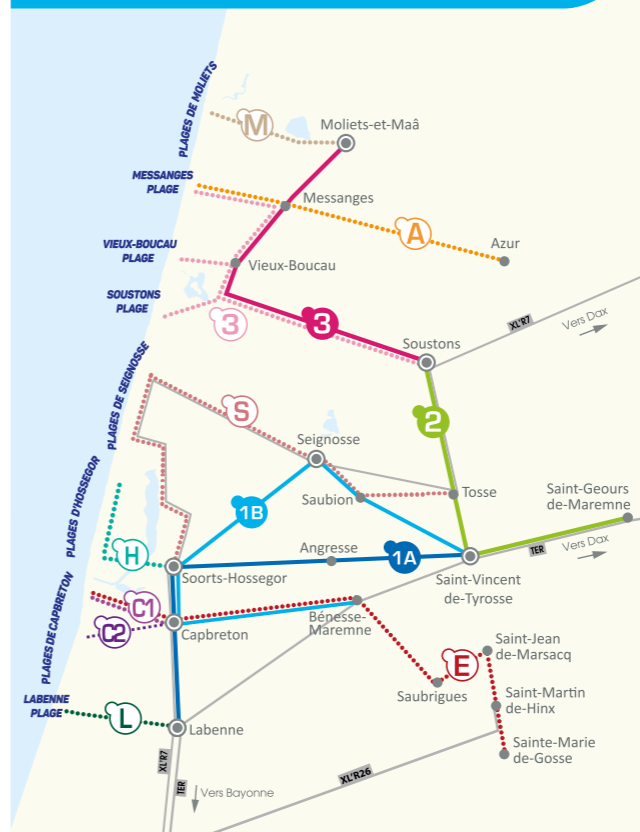 PLAGES DE MOLIETS
M
Moliets-et-Maâ
MESSANGES
PLAGE
Messanges
A
Azur
VIEUX-BOUCAU
PLAGE
Vieux-Boucau
SOUSTONS
PLAGE
3
3
XL'R7
Vers Dax
Soustons
PLAGES DE SEIGNOSSE
S
2
Seignosse
Saubion
Tosse
PLAGES D'HOSSEGOR
1B
Saint-Geours
de-Maremne
H
Angresse
1A
TER
Vers Dax
Soorts-Hossegor
Saint-Vincent
de-Tyrosse
PLAGES DE CAPBRETON
C1
C2
Capbreton
Bénesse-
Maremne
Saint-Jean
de-Marsacq
E
Saubrigues
Saint-Martin
de-Hinx
LABENNE
PLAGE
L
Labenne
Sainte-Marie
de-Gosse
XL'R7
TER
Vers Bayonne
XL'R26